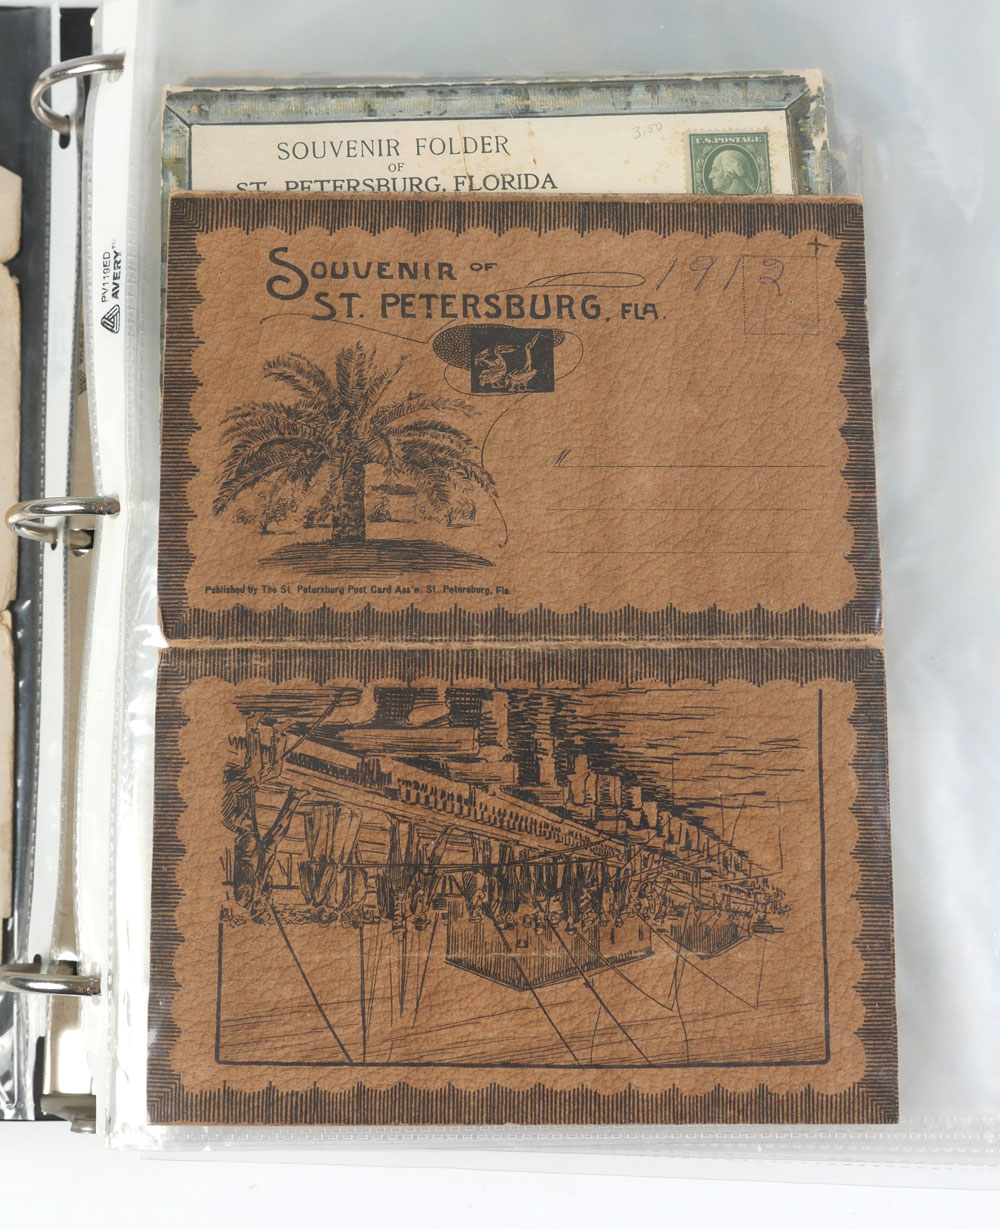 3.50
SOUVENIR FOLDER
OF
ST. PETERSBURG, FLORIDA
U.S. POSTAGE
SOUVENIR OF
ST. PETERSBURG, FLA.
1912
Published by The St. Petersburg Post Card Ass'n. St. Petersburg, Fla.
PV119ED
AVERY™